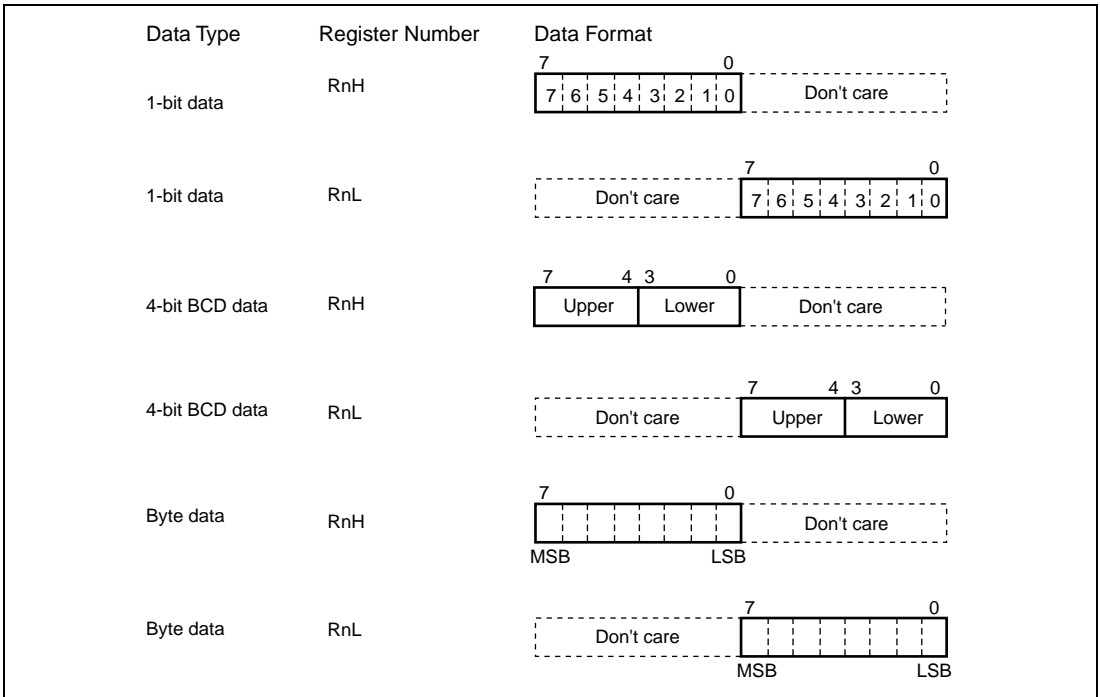 Data Type Register Number Data Format
7 0
1-bit data RnH 7 6 5 4 3 2 1 0 Don't care
7 0
1-bit data RnL Don't care 7 6 5 4 3 2 1 0
7 4 3 0
4-bit BCD data RnH Upper Lower Don't care
7 4 3 0
4-bit BCD data RnL Don't care Upper Lower
7 0
Byte data RnH Don't care
MSB LSB
7 0
Byte data RnL Don't care
MSB LSB